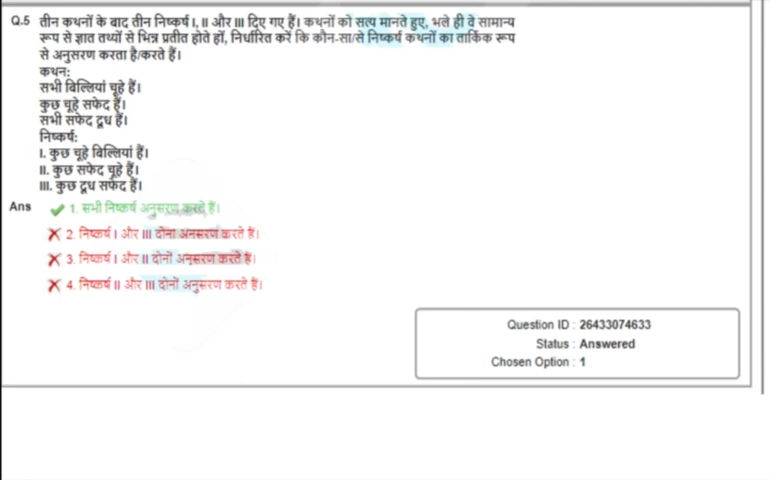 Q.5 तीन कथनों के बाद तीन निष्कर्ष I, II और III दिए गए हैं। कथनों को सत्य मानते हुए, भले ही वे सामान्य
रूप से ज्ञात तथ्यों से भिन्न प्रतीत होते हों, निर्धारित करें कि कौन-सा/से निष्कर्ष कथनों का तार्किक रूप
से अनुसरण करता है/करते हैं।
कथन:
सभी बिल्लियां चूहे हैं।
कुछ चूहे सफेद हैं।
सभी सफेद दूध हैं।
निष्कर्ष:
I. कुछ चूहे बिल्लियां हैं।
II. कुछ सफेद चूहे हैं।
III. कुछ दूध सफेद हैं।
Ans 1. सभी निष्कर्ष अनुसरण करते हैं।
2. निष्कर्ष I और III दोनों अनुसरण करते हैं।
3. निष्कर्ष I और II दोनों अनुसरण करते हैं।
4. निष्कर्ष II और III दोनों अनुसरण करते हैं।
Question ID : 26433074633
Status : Answered
Chosen Option : 1